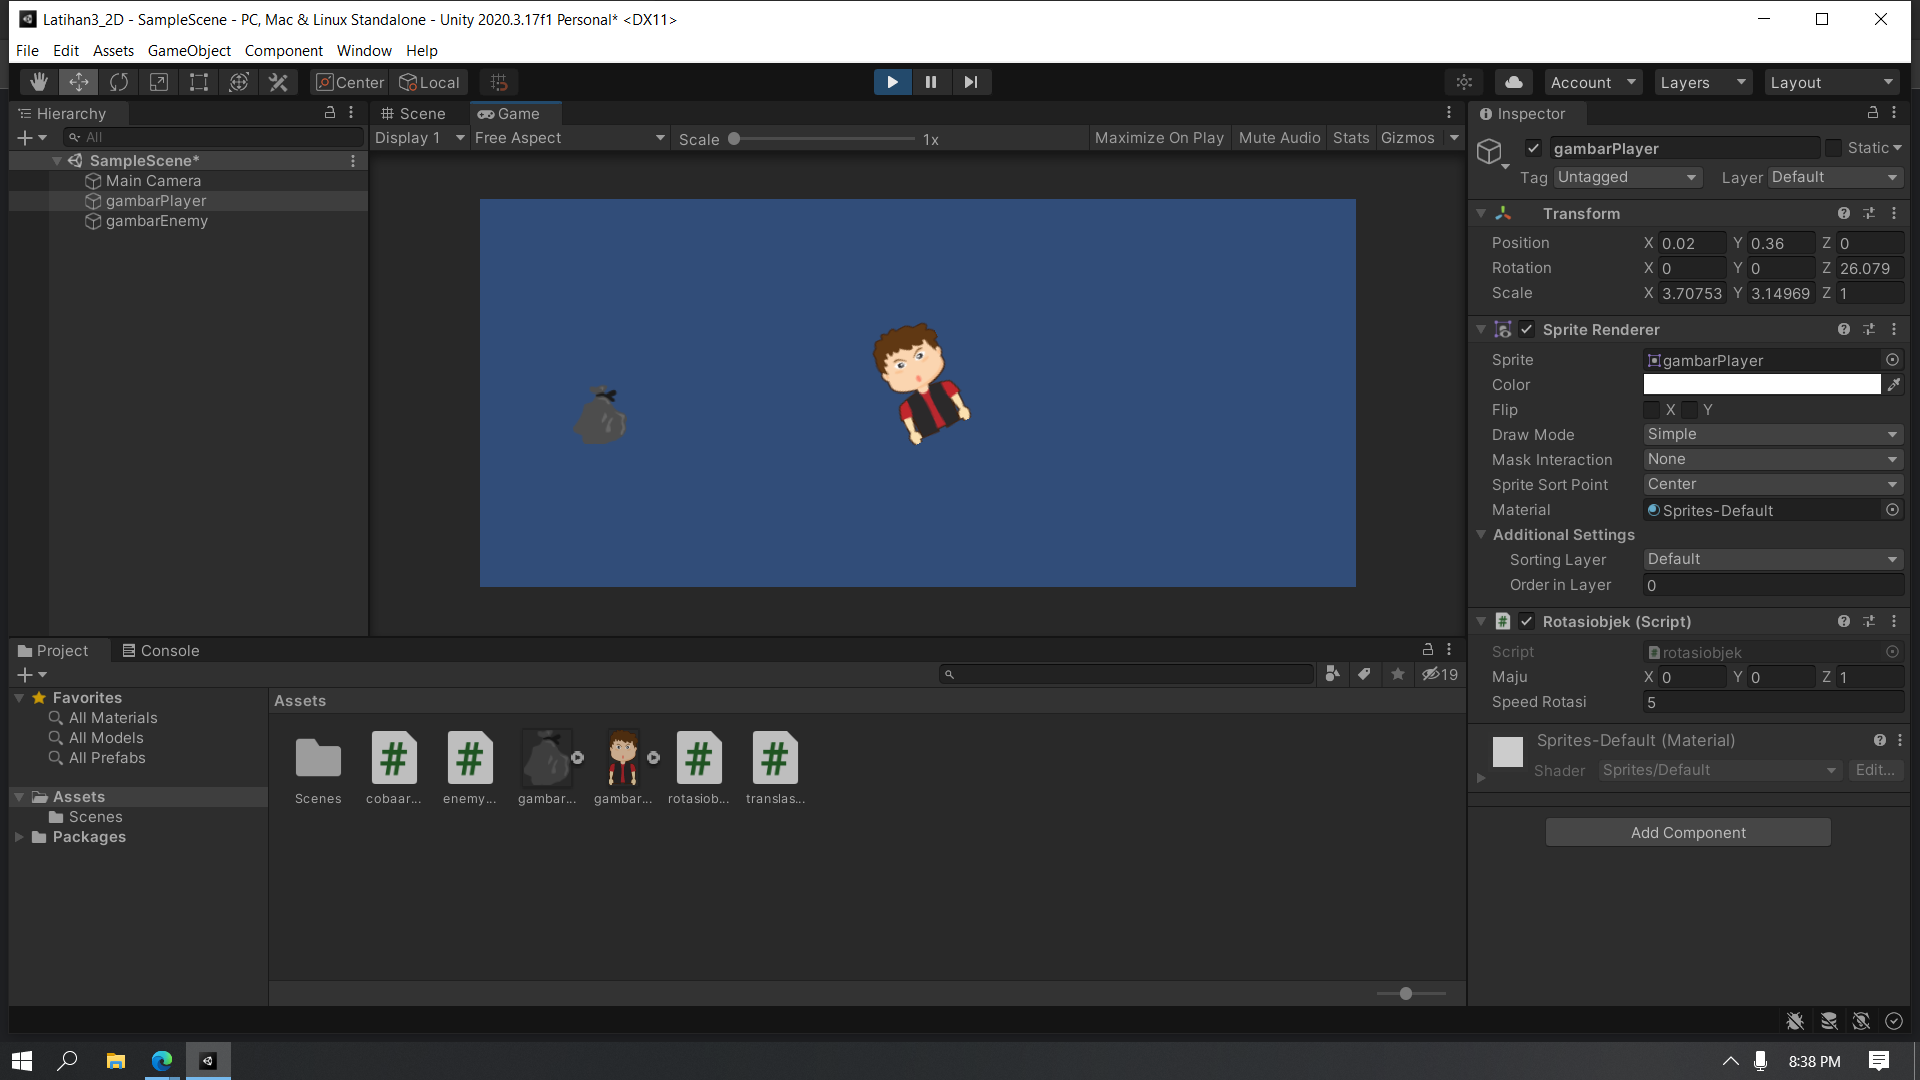 Latihan3_2D - SampleScene - PC, Mac & Linux Standalone - Unity 2020.3.17f1 Personal* <DX11>
File Edit Assets GameObject Component Window Help
Center Local Account Layers Layout
Hierarchy
All
SampleScene*
Main Camera
gambarPlayer
gambarEnemy
Scene Game
Display 1 Free Aspect Scale 1x Maximize On Play Mute Audio Stats Gizmos
Inspector
gambarPlayer Static
Tag Untagged Layer Default
Transform
Position X 0.02 Y 0.36 Z 0
Rotation X 0 Y 0 Z 26.079
Scale X 3.70753 Y 3.14969 Z 1
Sprite Renderer
Sprite gambarPlayer
Color
Flip X Y
Draw Mode Simple
Mask Interaction None
Sprite Sort Point Center
Material Sprites-Default
Additional Settings
Sorting Layer Default
Order in Layer 0
Rotasiobjek (Script)
Script rotasiobjek
Maju X 0 Y 0 Z 1
Speed Rotasi 5
Sprites-Default (Material)
Shader Sprites/Default Edit...
Add Component
Project Console
19
Favorites
All Materials
All Models
All Prefabs
Assets
Scenes
Packages
Assets
Scenes cobaar... enemy... gambar... gambar... rotasiob... translas...
8:38 PM